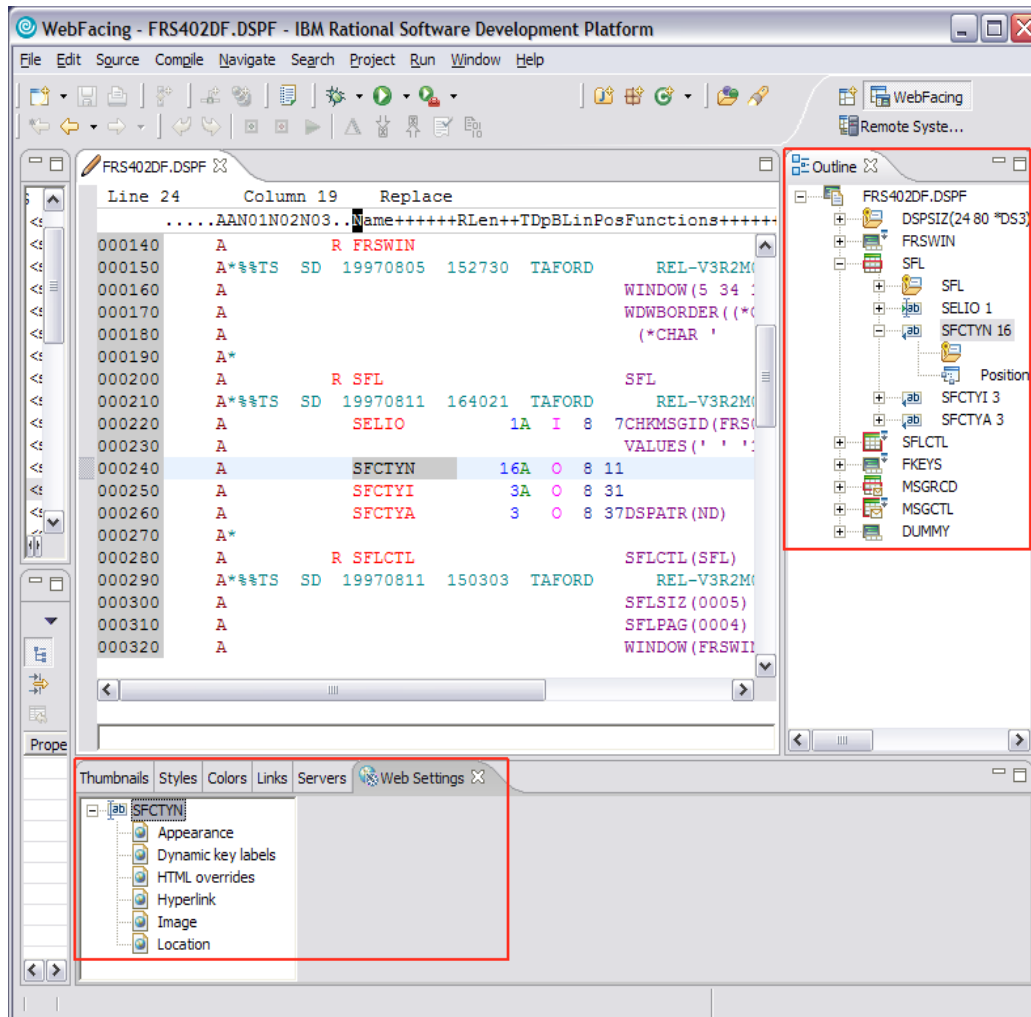 WebFacing - FRS402DF.DSPF - IBM Rational Software Development Platform
File Edit Source Compile Navigate Search Project Run Window Help
WebFacing
Remote Syste...
FRS402DF.DSPF
Line 24 Column 19 Replace
.....AAN01N02N03..Name++++++RLen++TDpBLinPosFunctions++++++
000140 A R FRSWIN
000150 A*%%TS SD 19970805 152730 TAFORD REL-V3R2M
000160 A WINDOW(5 34
000170 A WDWBORDER((*
000180 A (*CHAR '
000190 A*
000200 A R SFL SFL
000210 A*%%TS SD 19970811 164021 TAFORD REL-V3R2M
000220 A SELIO 1A I 8 7CHKMSGID(FRS
000230 A VALUES(' '
000240 A SFCTYN 16A O 8 11
000250 A SFCTYI 3A O 8 31
000260 A SFCTYA 3 O 8 37DSPATR(ND)
000270 A*
000280 A R SFLCTL SFLCTL(SFL)
000290 A*%%TS SD 19970811 150303 TAFORD REL-V3R2M
000300 A SFLSIZ(0005)
000310 A SFLPAG(0004)
000320 A WINDOW(FRSWI
Outline
FRS402DF.DSPF
DSPSIZ(24 80 *DS3)
FRSWIN
SFL
SFL
SELIO 1
SFCTYN 16
Position
SFCTYI 3
SFCTYA 3
SFLCTL
FKEYS
MSGRCD
MSGCTL
DUMMY
Prope
Thumbnails Styles Colors Links Servers Web Settings
SFCTYN
Appearance
Dynamic key labels
HTML overrides
Hyperlink
Image
Location